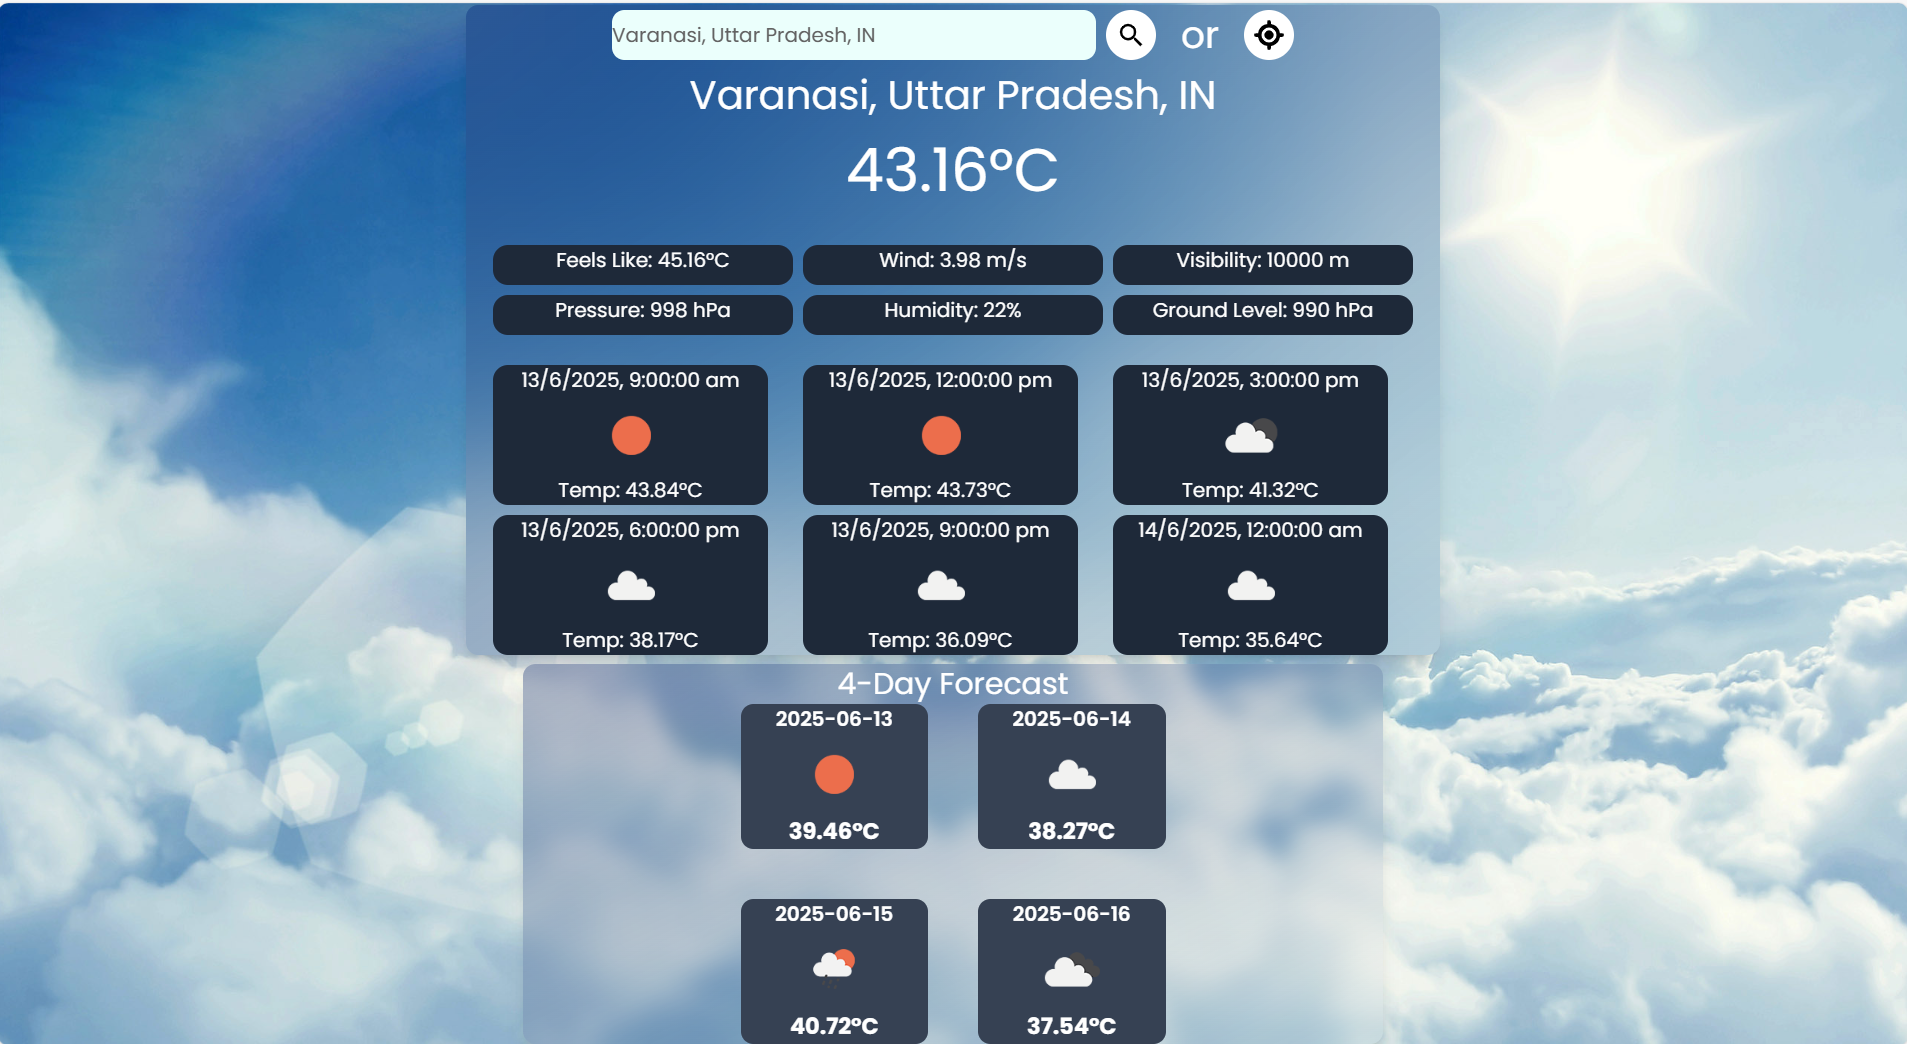 Varanasi, Uttar Pradesh, IN
or
Varanasi, Uttar Pradesh, IN
43.16°C
Feels Like: 45.16°C
Wind: 3.98 m/s
Visibility: 10000 m
Pressure: 998 hPa
Humidity: 22%
Ground Level: 990 hPa
13/6/2025, 9:00:00 am
Temp: 43.84°C
13/6/2025, 12:00:00 pm
Temp: 43.73°C
13/6/2025, 3:00:00 pm
Temp: 41.32°C
13/6/2025, 6:00:00 pm
Temp: 38.17°C
13/6/2025, 9:00:00 pm
Temp: 36.09°C
14/6/2025, 12:00:00 am
Temp: 35.64°C
4-Day Forecast
2025-06-13
39.46°C
2025-06-14
38.27°C
2025-06-15
40.72°C
2025-06-16
37.54°C